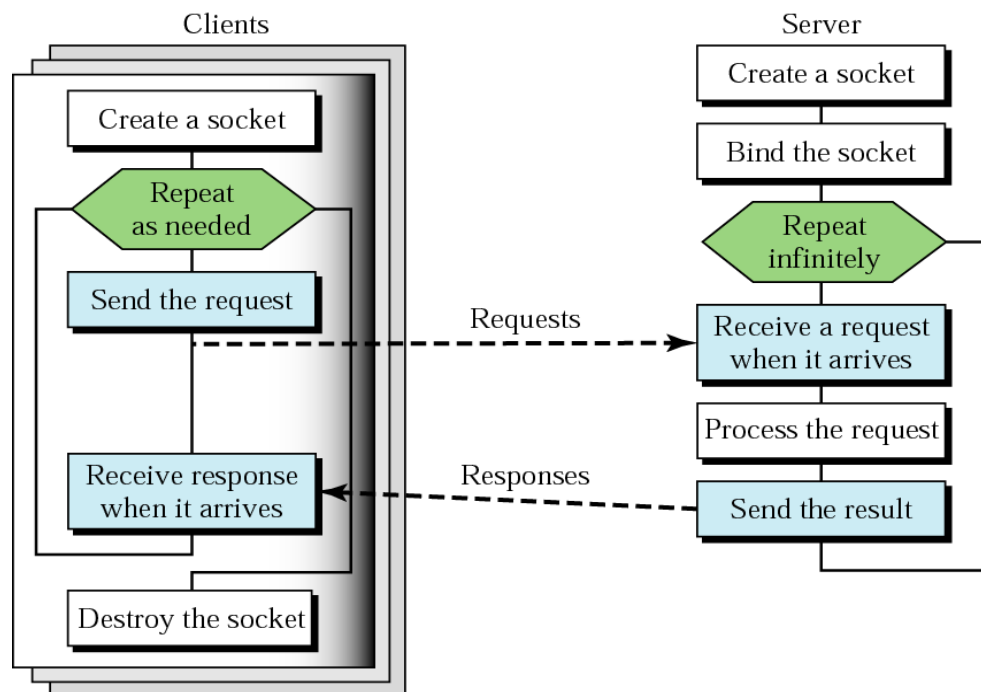 Clients
Create a socket
Repeat
as needed
Send the request
Receive response
when it arrives
Destroy the socket
Requests
Responses
Server
Create a socket
Bind the socket
Repeat
infinitely
Receive a request
when it arrives
Process the request
Send the result